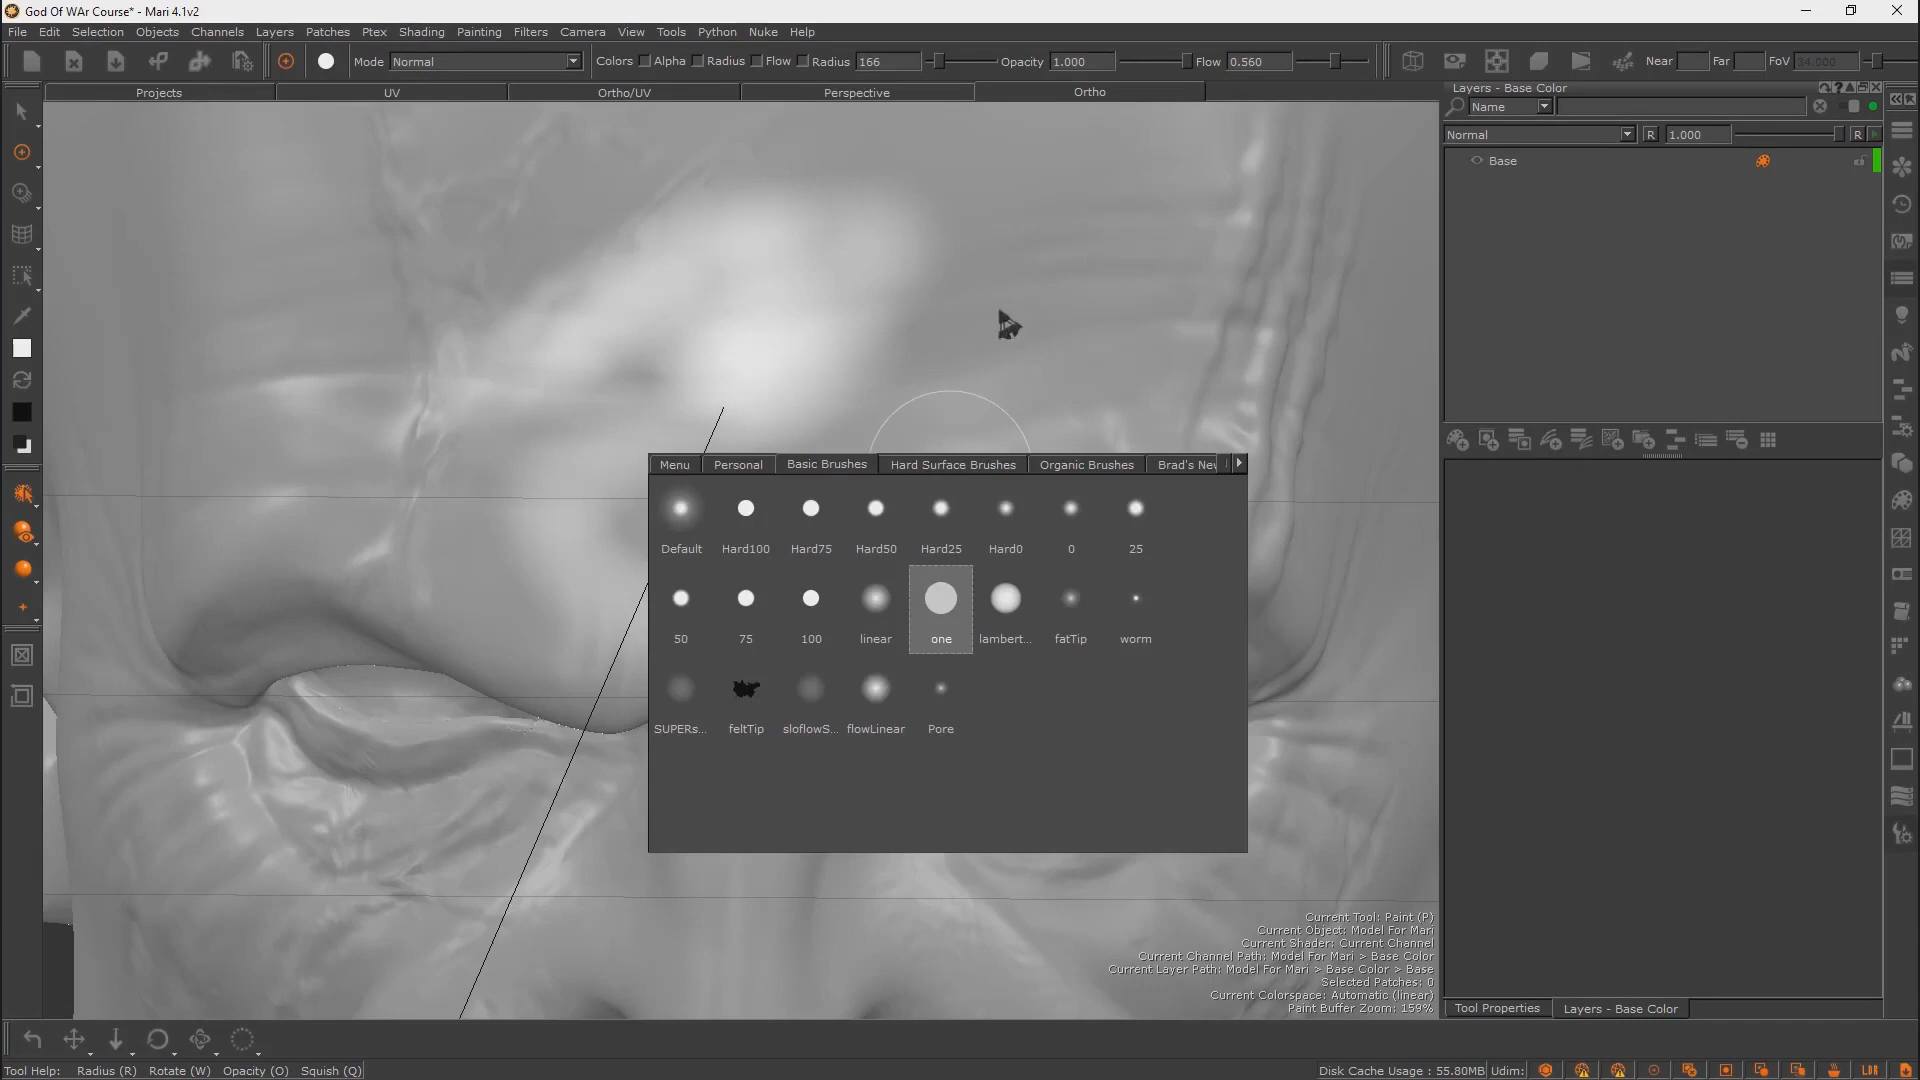 God Of WAr Course* - Mari 4.1v2
File Edit Selection Objects Channels Layers Patches Ptex Shading Painting Filters Camera View Tools Python Nuke Help
Mode Normal Colors Alpha Radius Flow Radius 166 Opacity 1.000 Flow 0.560 Near Far FoV 34.000
Projects UV Ortho/UV Perspective Ortho
Layers - Base Color
Name
Normal R 1.000 R
Base
Menu Personal Basic Brushes Hard Surface Brushes Organic Brushes Brad's Nev
Default Hard100 Hard75 Hard50 Hard25 Hard0 0 25
50 75 100 linear one lambert... fatTip worm
SUPERs... feltTip sloflowS... flowLinear Pore
Current Tool: Paint (P)
Current Object: Model For Mari
Current Shader: Current Channel
Current Channel Path: Model For Mari > Base Color
Current Layer Path: Model For Mari > Base Color > Base
Selected Patches: 0
Current Colorspace: Automatic (linear)
Paint Buffer Zoom: 159%
Tool Properties Layers - Base Color
Tool Help: Radius (R) Rotate (W) Opacity (O) Squish (Q) Disk Cache Usage : 55.80MB Udim: LDR